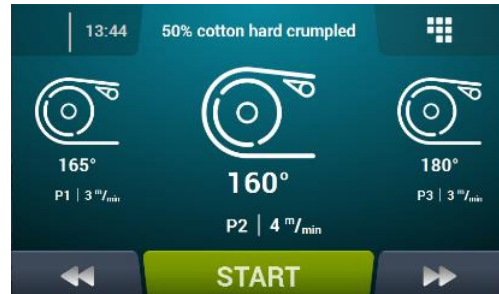 13:44
50% cotton hard crumpled
165°
P1 | 3 m/min
160°
P2 | 4 m/min
180°
P3 | 3 m/min
START